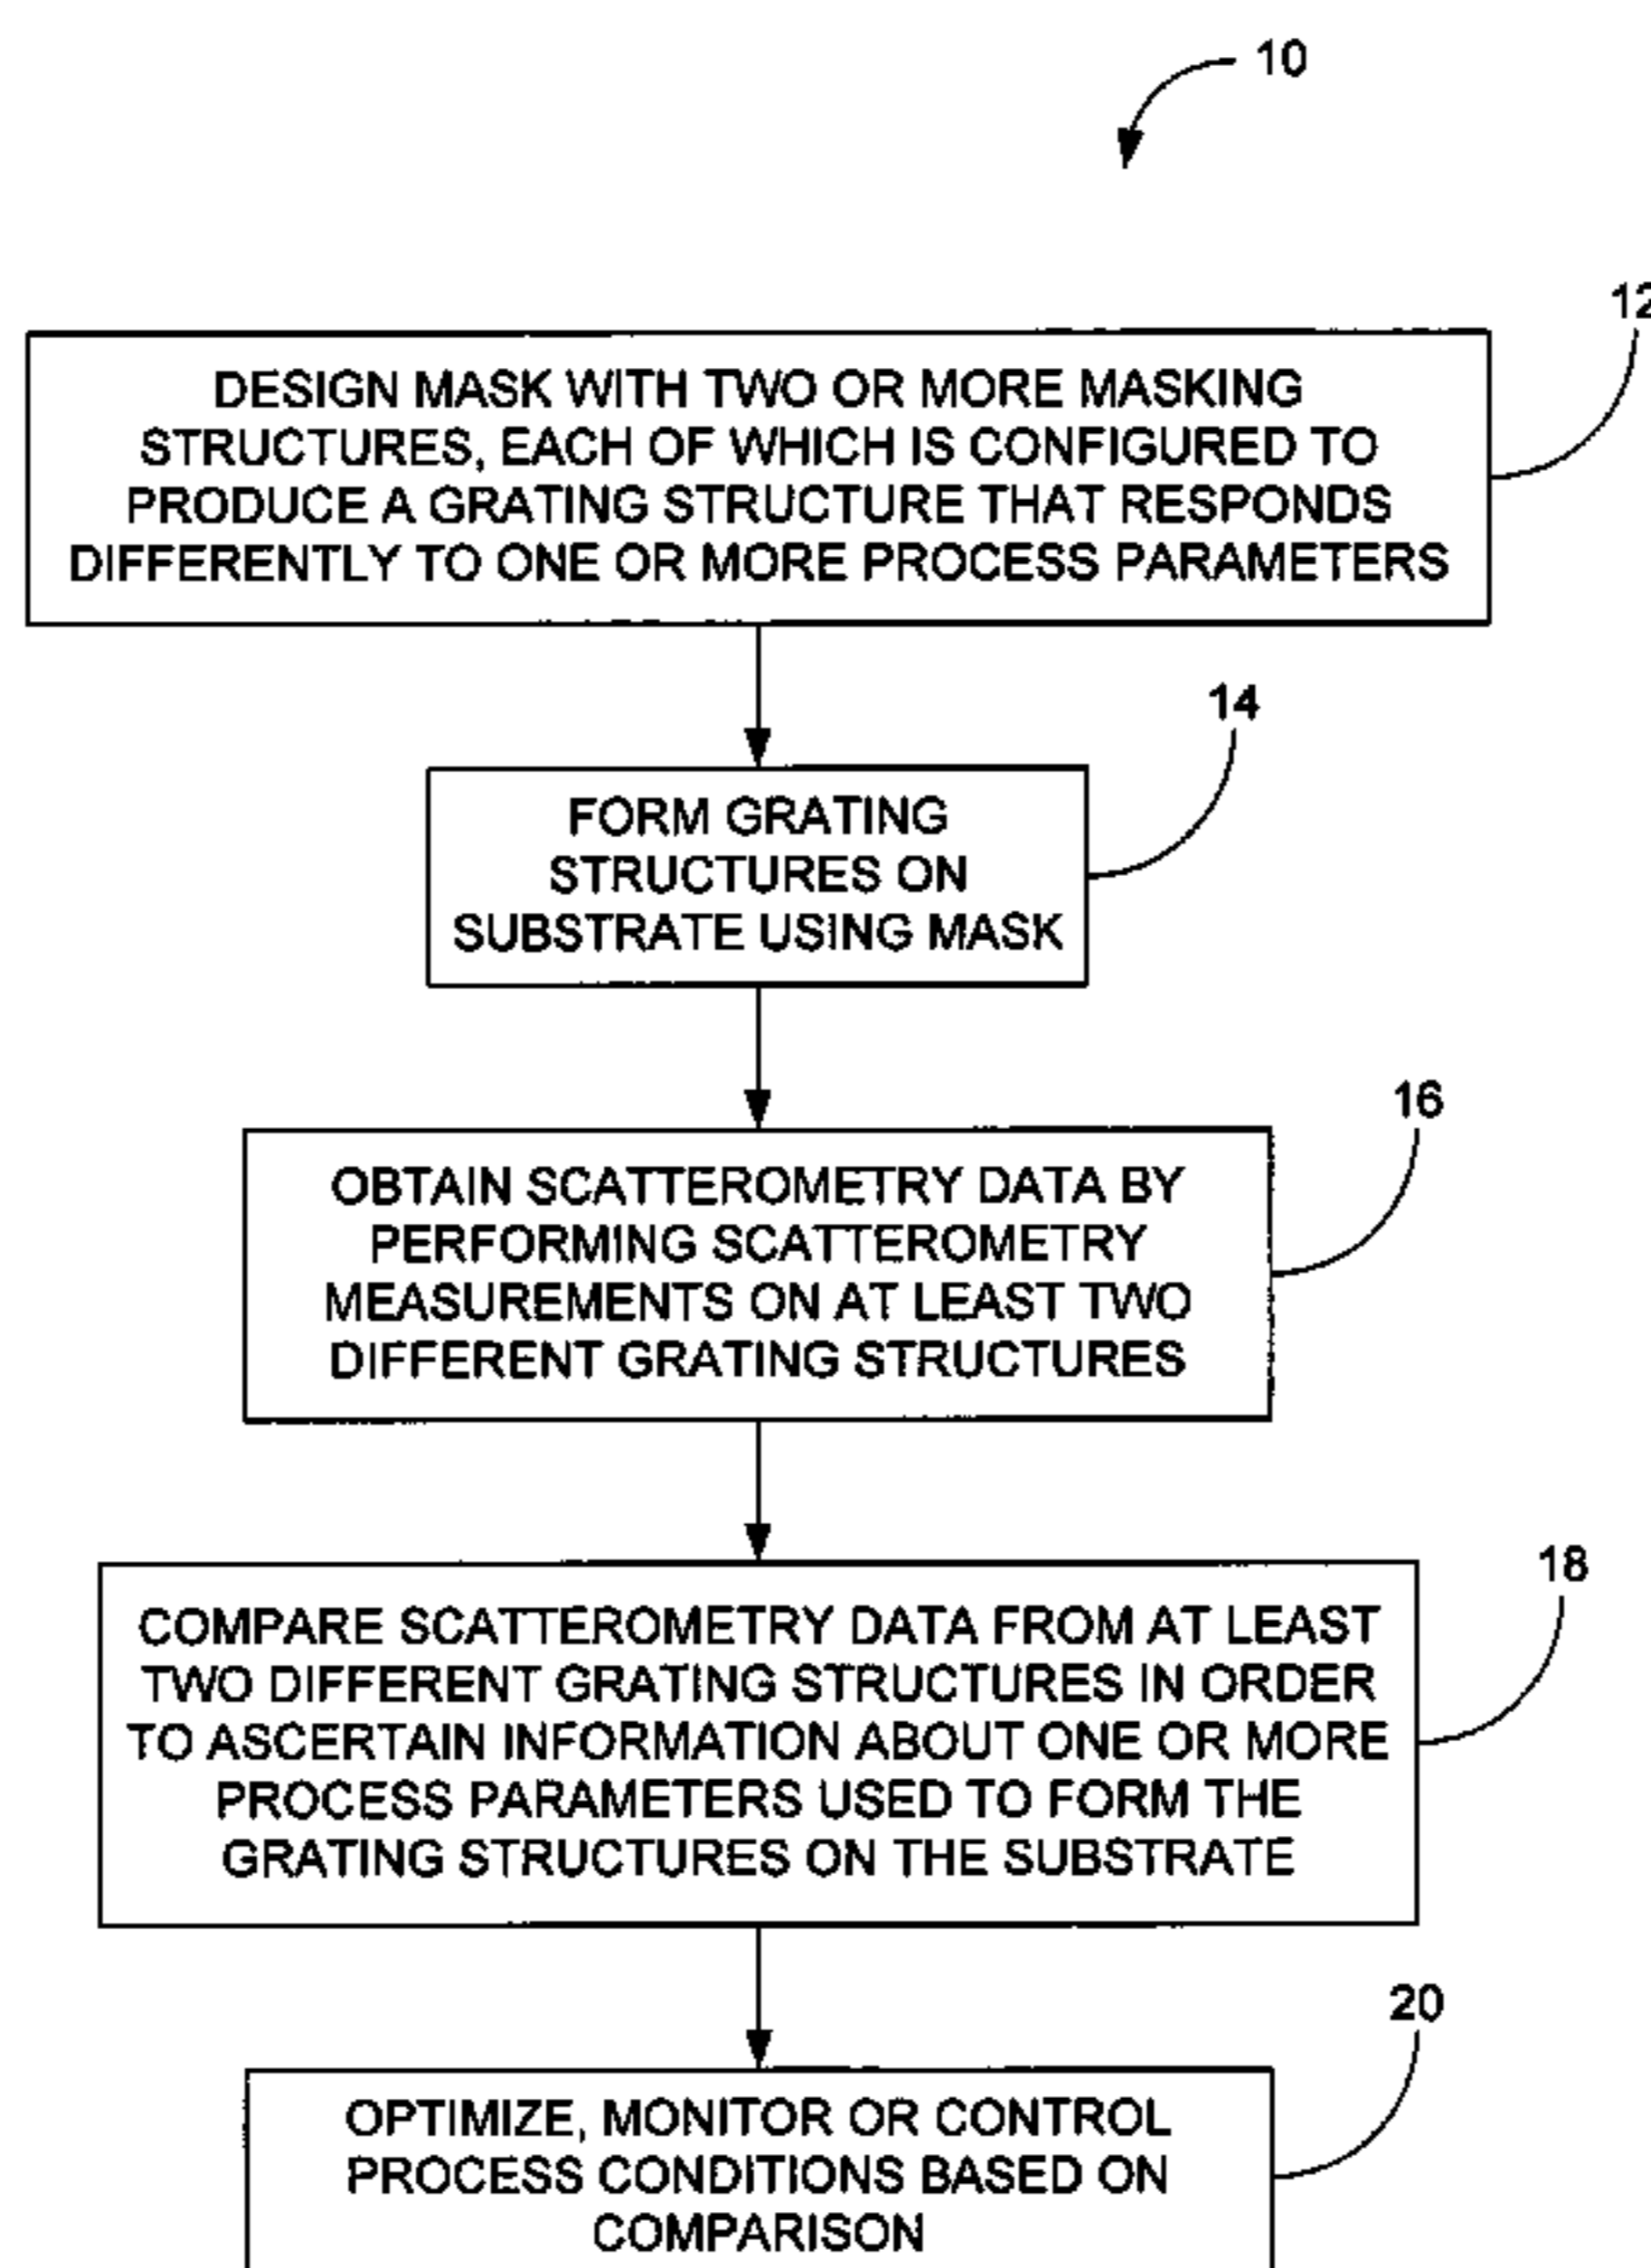 10
12
DESIGN MASK WITH TWO OR MORE MASKING
STRUCTURES, EACH OF WHICH IS CONFIGURED TO
PRODUCE A GRATING STRUCTURE THAT RESPONDS
DIFFERENTLY TO ONE OR MORE PROCESS PARAMETERS
14
FORM GRATING
STRUCTURES ON
SUBSTRATE USING MASK
16
OBTAIN SCATTEROMETRY DATA BY
PERFORMING SCATTEROMETRY
MEASUREMENTS ON AT LEAST TWO
DIFFERENT GRATING STRUCTURES
18
COMPARE SCATTEROMETRY DATA FROM AT LEAST
TWO DIFFERENT GRATING STRUCTURES IN ORDER
TO ASCERTAIN INFORMATION ABOUT ONE OR MORE
PROCESS PARAMETERS USED TO FORM THE
GRATING STRUCTURES ON THE SUBSTRATE
20
OPTIMIZE, MONITOR OR CONTROL
PROCESS CONDITIONS BASED ON
COMPARISON